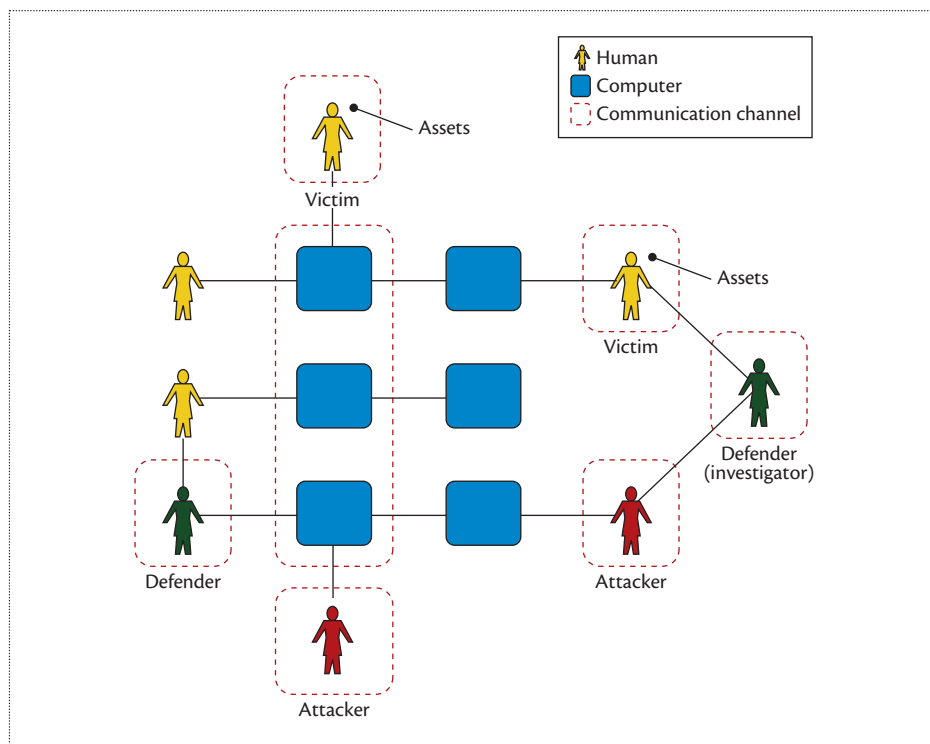 Human
Computer
Communication channel
Assets
Victim
Assets
Victim
Defender
(investigator)
Defender
Attacker
Attacker